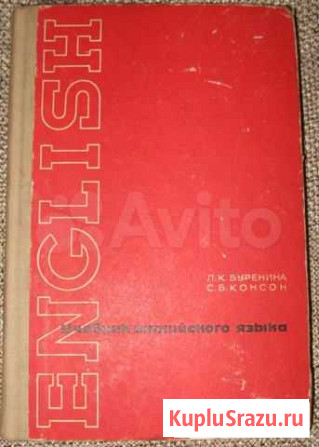 ENGLISH
Avito
Л.К.БУРЕНИНА
С.Б.КОНСОН
Учебник английского языка
KupluSrazu.ru